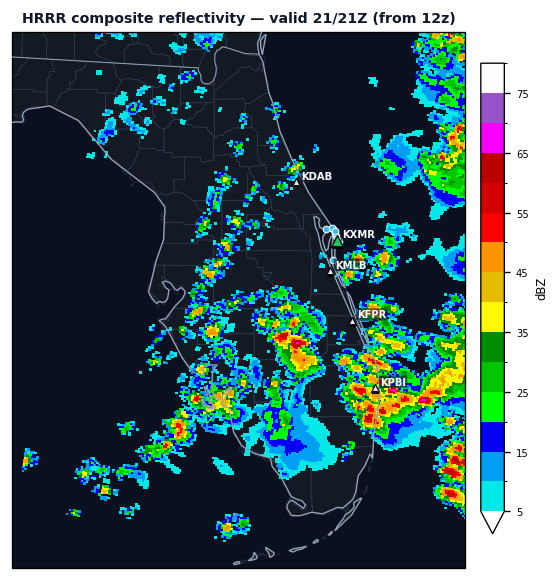 HRRR composite reflectivity — valid 21/21Z (from 12z)
KDAB
KXMR
KMLB
KFPR
KPBI
75
65
55
45
35
25
15
5
dBZ